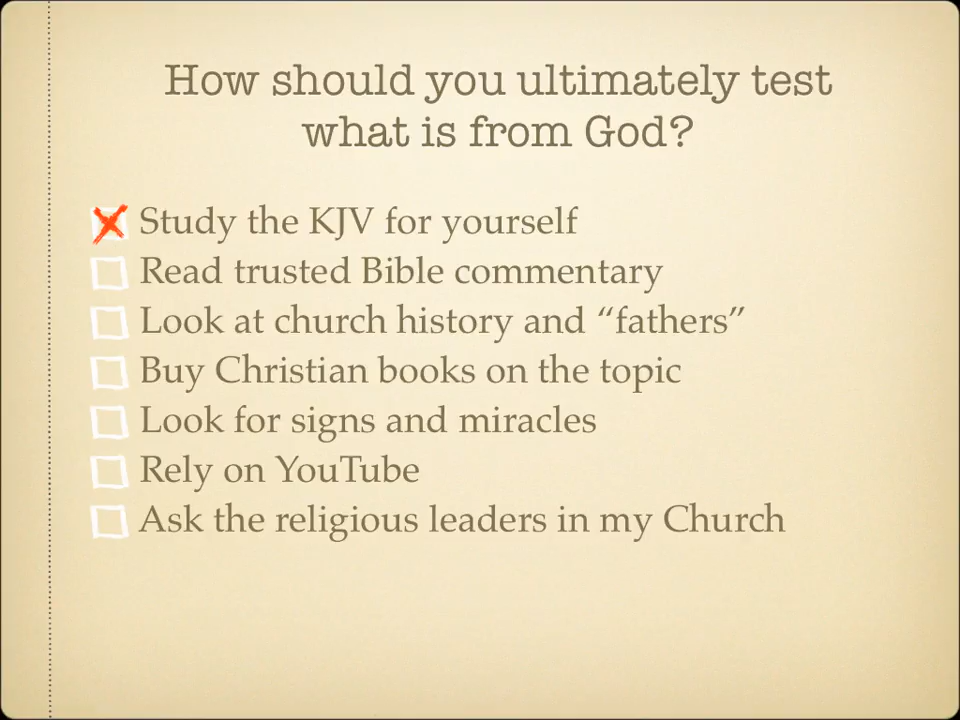 How should you ultimately test
what is from God?
Study the KJV for yourself
Read trusted Bible commentary
Look at church history and “fathers”
Buy Christian books on the topic
Look for signs and miracles
Rely on YouTube
Ask the religious leaders in my Church